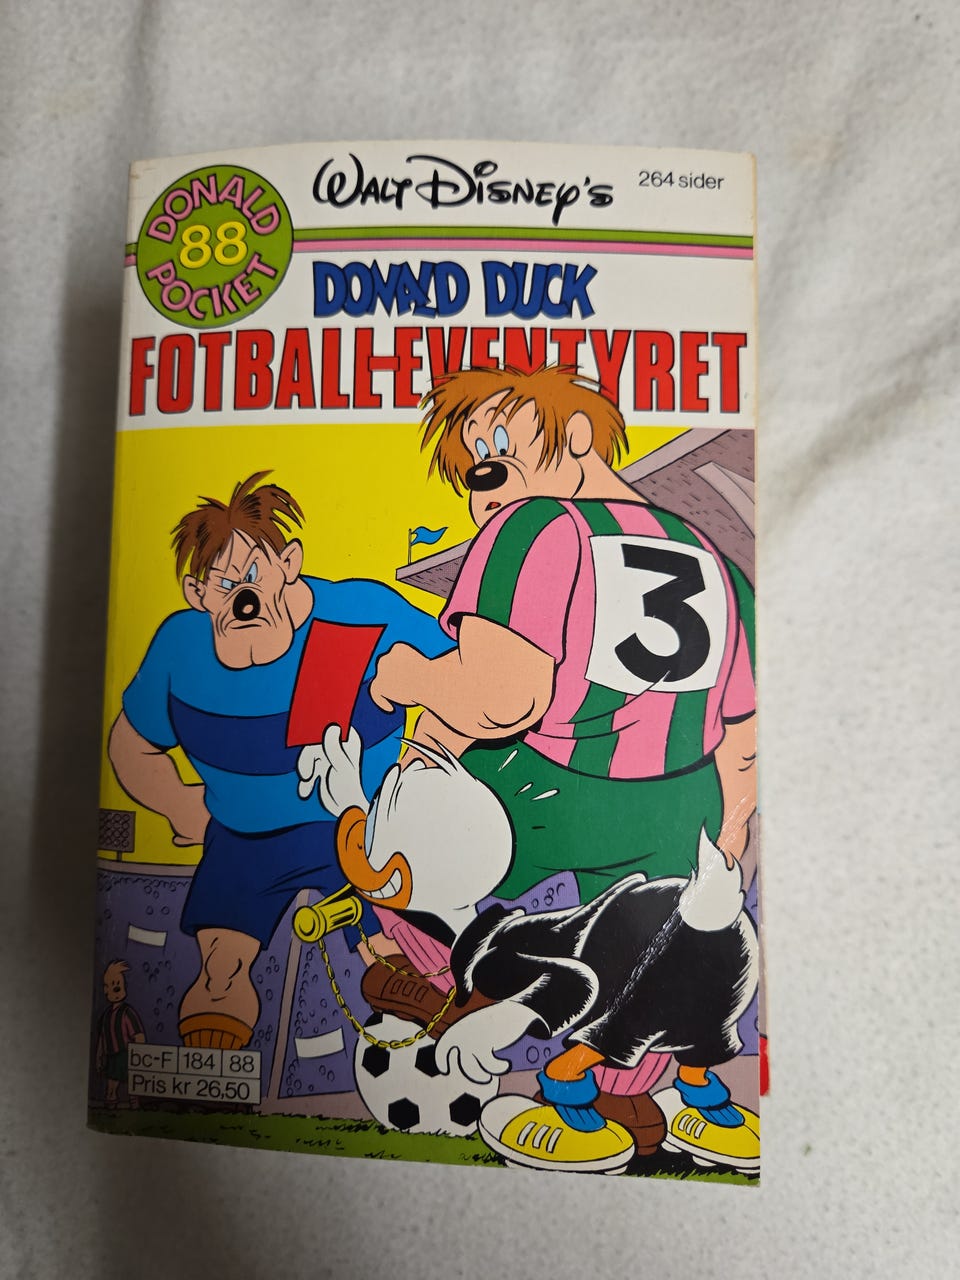 DONALD
88
POCKET
WALT DISNEY'S
264 sider
DONALD DUCK
FOTBALL-EVENTYRET
3
bc-F 184 88
Pris kr 26,50